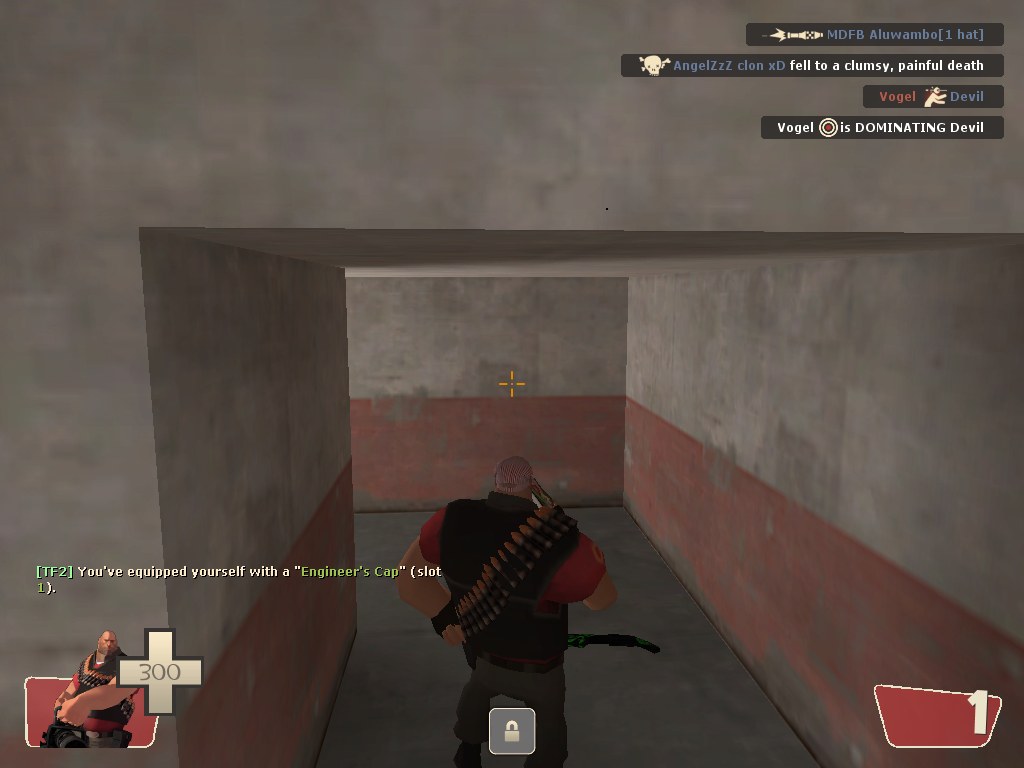 MDFB Aluwambo[1 hat]
AngelZzZ clon xD fell to a clumsy, painful death
Vogel Devil
Vogel is DOMINATING Devil
[TF2] You've equipped yourself with a "Engineer's Cap" (slot
1).
300
1